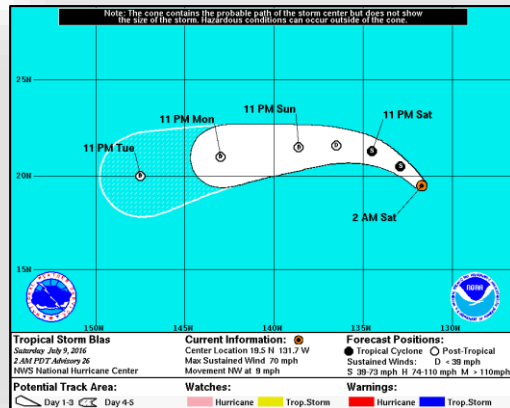 Note: The cone contains the probable path of the storm center but does not show
the size of the storm. Hazardous conditions can occur outside of the cone.
25N
11 PM Sun
11 PM Sat
11 PM Mon
11 PM Tue
D
D
S
D
S
D
20N
2 AM Sat
15N
NOAA
150W
145W
140W
135W
130W
Tropical Storm Blas
Saturday July 9, 2016
2 AM PDT Advisory 26
NWS National Hurricane Center
Current Information:
Center Location 19.5 N 131.7 W
Max Sustained Wind 70 mph
Movement NW at 9 mph
Forecast Positions:
Tropical Cyclone Post-Tropical
Sustained Winds: D < 39 mph
S 39-73 mph H 74-110 mph M > 110mph
Potential Track Area:
Day 1-3 Day 4-5
Watches:
Hurricane Trop.Storm
Warnings:
Hurricane Trop.Storm